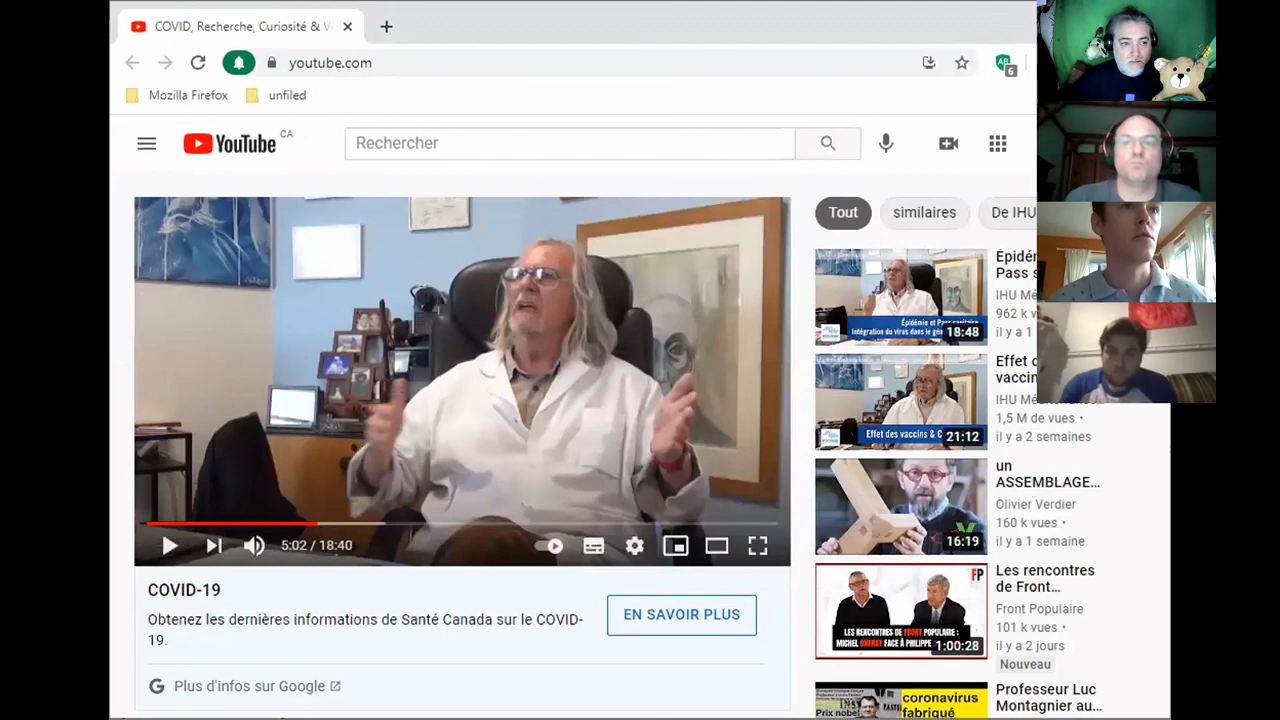 COVID, Recherche, Curiosité & V
youtube.com
AB
6
Mozilla Firefox
unfiled
YouTube
CA
Rechercher
Tout
similaires
De IHU
Pass s
IHU
962 k v
il y a 1
Épidémie et Pass sanitaire
Intégration du virus dans le
18:48
Effet
vaccin
1,5 M de vues •
il y a 2 semaines
Effet des vaccins &
21:12
un
ASSEMBLAGE...
Olivier Verdier
160 k vues •
il y a 1 semaine
16:19
Les rencontres
de Front...
Front Populaire
101 k vues •
il y a 2 jours
Nouveau
FP
LES RENCONTRES DE FRONT POPULAIRE :
MICHEL ONFRAY FACE À PHILIPPE
1:00:28
Professeur Luc
Montagnier au...
coronavirus
fabriqué
Prix nobel
5:02 / 18:40
COVID-19
Obtenez les dernières informations de Santé Canada sur le COVID-
19.
EN SAVOIR PLUS
Plus d'infos sur Google